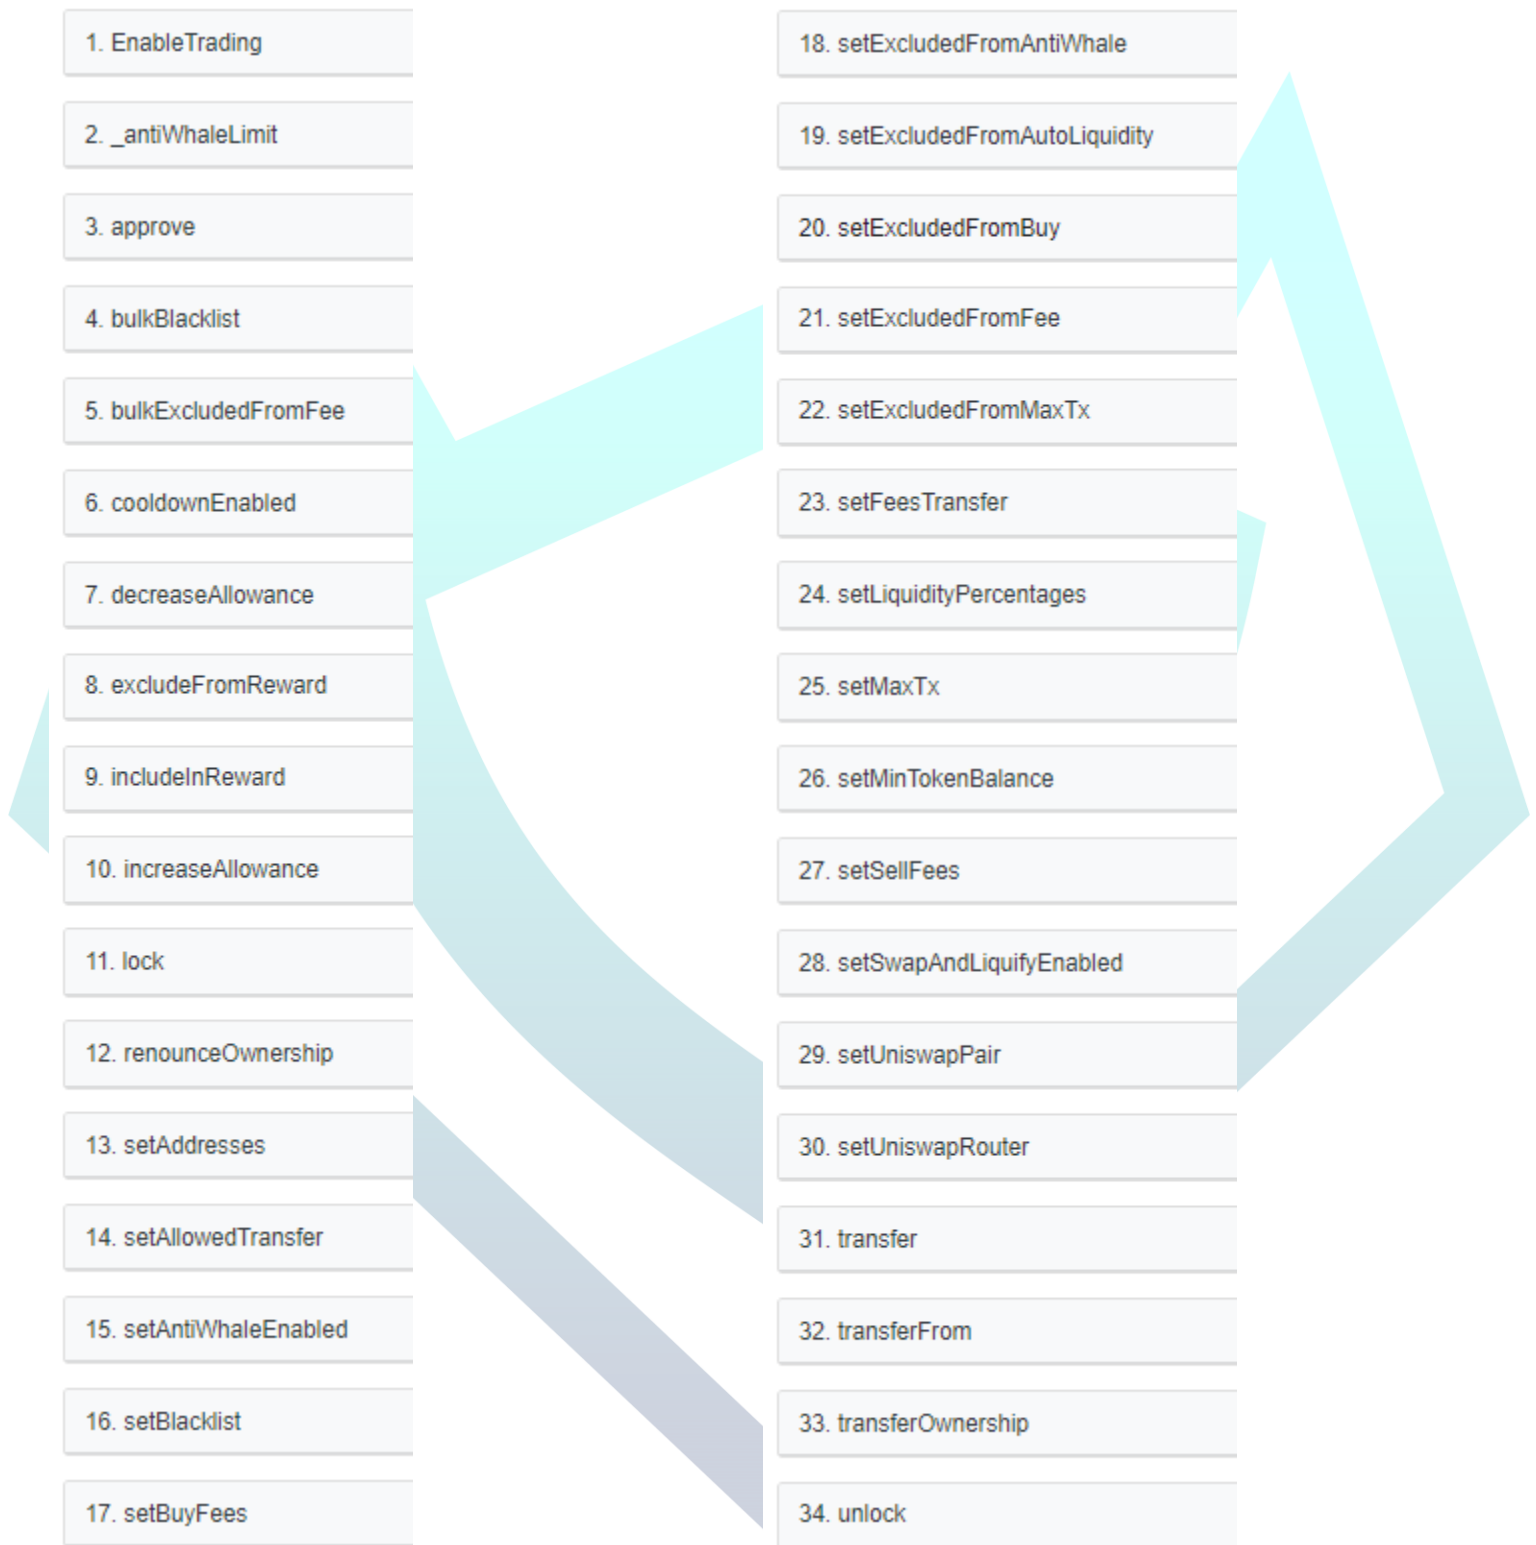 1. EnableTrading
2. _antiWhaleLimit
3. approve
4. bulkBlacklist
5. bulkExcludedFromFee
6. cooldownEnabled
7. decreaseAllowance
8. excludeFromReward
9. includeInReward
10. increaseAllowance
11. lock
12. renounceOwnership
13. setAddresses
14. setAllowedTransfer
15. setAntiWhaleEnabled
16. setBlacklist
17. setBuyFees
18. setExcludedFromAntiWhale
19. setExcludedFromAutoLiquidity
20. setExcludedFromBuy
21. setExcludedFromFee
22. setExcludedFromMaxTx
23. setFeesTransfer
24. setLiquidityPercentages
25. setMaxTx
26. setMinTokenBalance
27. setSellFees
28. setSwapAndLiquifyEnabled
29. setUniswapPair
30. setUniswapRouter
31. transfer
32. transferFrom
33. transferOwnership
34. unlock